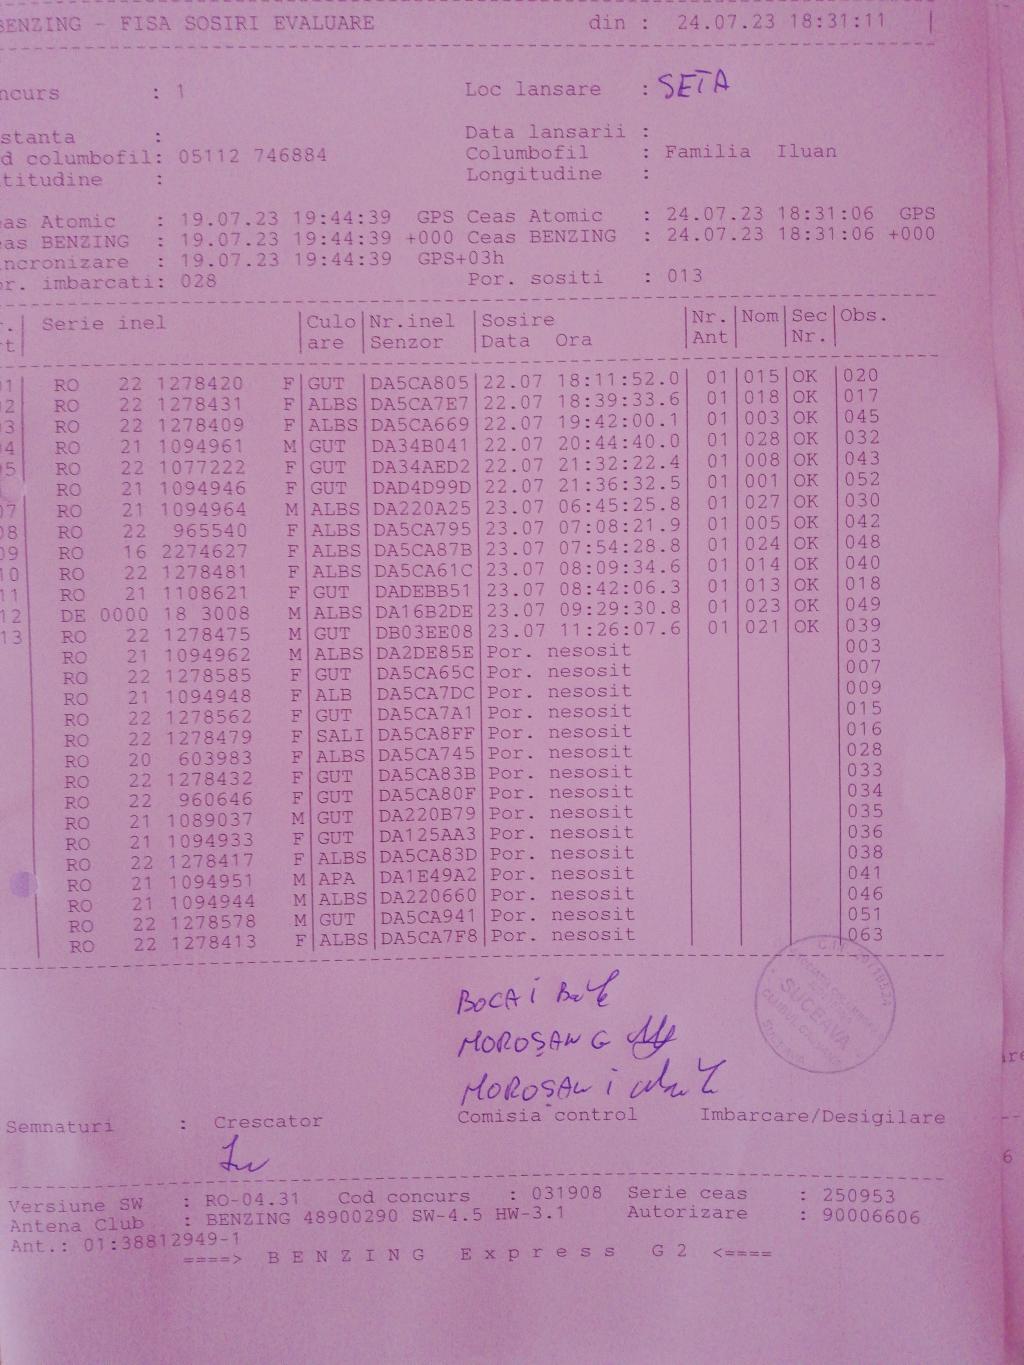 BENZING - FISA SOSIRI EVALUARE din : 24.07.23 18:31:11 |
ncurs : 1 Loc lansare : SETA
stanta : Data lansarii :
d columbofil: 05112 746884 Columbofil : Familia Iluan
titudine : Longitudine :
eas Atomic : 19.07.23 19:44:39 GPS Ceas Atomic : 24.07.23 18:31:06 GPS
eas BENZING : 19.07.23 19:44:39 +000 Ceas BENZING : 24.07.23 18:31:06 +000
ncronizare : 19.07.23 19:44:39 GPS+03h
r. imbarcati: 028 Por. sositi : 013
r.| Serie inel |Culo|Nr.inel |Sosire |Nr.|Nom|Sec|Obs.
t| |are |Senzor |Data Ora |Ant| |Nr.|
01 RO 22 1278420 F|GUT |DA5CA805|22.07 18:11:52.0| 01|015|OK |020
02 RO 22 1278431 F|ALBS|DA5CA7E7|22.07 18:39:33.6| 01|018|OK |017
03 RO 22 1278409 F|ALBS|DA5CA669|22.07 19:42:00.1| 01|003|OK |045
04 RO 21 1094961 M|GUT |DA34B041|22.07 20:44:40.0| 01|028|OK |032
05 RO 22 1077222 F|GUT |DA34AED2|22.07 21:32:22.4| 01|008|OK |043
RO 21 1094946 F|GUT |DAD4D99D|22.07 21:36:32.5| 01|001|OK |052
07 RO 21 1094964 M|ALBS|DA220A25|23.07 06:45:25.8| 01|027|OK |030
08 RO 22 965540 F|ALBS|DA5CA795|23.07 07:08:21.9| 01|005|OK |042
09 RO 16 2274627 F|ALBS|DA5CA87B|23.07 07:54:28.8| 01|024|OK |048
10 RO 22 1278481 F|ALBS|DA5CA61C|23.07 08:09:34.6| 01|014|OK |040
11 RO 21 1108621 F|GUT |DADEBB51|23.07 08:42:06.3| 01|013|OK |018
12 DE 0000 18 3008 M|ALBS|DA16B2DE|23.07 09:29:30.8| 01|023|OK |049
13 RO 22 1278475 M|GUT |DB03EE08|23.07 11:26:07.6| 01|021|OK |039
RO 21 1094962 M|ALBS|DA2DE85E|Por. nesosit | | | |003
RO 22 1278585 F|GUT |DA5CA65C|Por. nesosit | | | |007
RO 21 1094948 F|ALB |DA5CA7DC|Por. nesosit | | | |009
RO 22 1278562 F|GUT |DA5CA7A1|Por. nesosit | | | |015
RO 22 1278479 F|SALI|DA5CA8FF|Por. nesosit | | | |016
RO 20 603983 F|ALBS|DA5CA745|Por. nesosit | | | |028
RO 22 1278432 F|GUT |DA5CA83B|Por. nesosit | | | |033
RO 22 960646 F|GUT |DA5CA80F|Por. nesosit | | | |034
RO 21 1089037 M|GUT |DA220B79|Por. nesosit | | | |035
RO 21 1094933 F|GUT |DA125AA3|Por. nesosit | | | |036
RO 22 1278417 F|ALBS|DA5CA83D|Por. nesosit | | | |038
RO 21 1094951 M|APA |DA1E49A2|Por. nesosit | | | |041
RO 21 1094944 M|ALBS|DA220660|Por. nesosit | | | |046
RO 22 1278578 M|GUT |DA5CA941|Por. nesosit | | | |051
RO 22 1278413 F|ALBS|DA5CA7F8|Por. nesosit | | | |063
SUCEAVA
BOCA i
MOROȘAN G
MOROȘAN i
Semnaturi : Crescator Comisia control Imbarcare/Desigilare
Versiune SW : RO-04.31 Cod concurs : 031908 Serie ceas : 250953
Antena Club : BENZING 48900290 SW-4.5 HW-3.1 Autorizare : 90006606
Ant.: 01:38812949-1
====> B E N Z I N G E x p r e s s G 2 <====